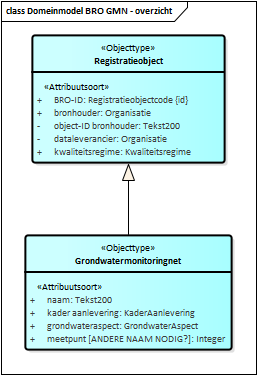 class Domeinmodel BRO GMN - overzicht
«Objecttype»
Registratieobject
«Attribuutsoort»
+ BRO-ID: Registratieobjectcode {id}
+ bronhouder: Organisatie
- object-ID bronhouder: Tekst200
- dataleverancier: Organisatie
+ kwaliteitsregime: Kwaliteitsregime
«Objecttype»
Grondwatermonitoringnet
«Attribuutsoort»
+ naam: Tekst200
+ kader aanlevering: KaderAanlevering
+ grondwateraspect: GrondwaterAspect
+ meetpunt [ANDERE NAAM NODIG?]: Integer